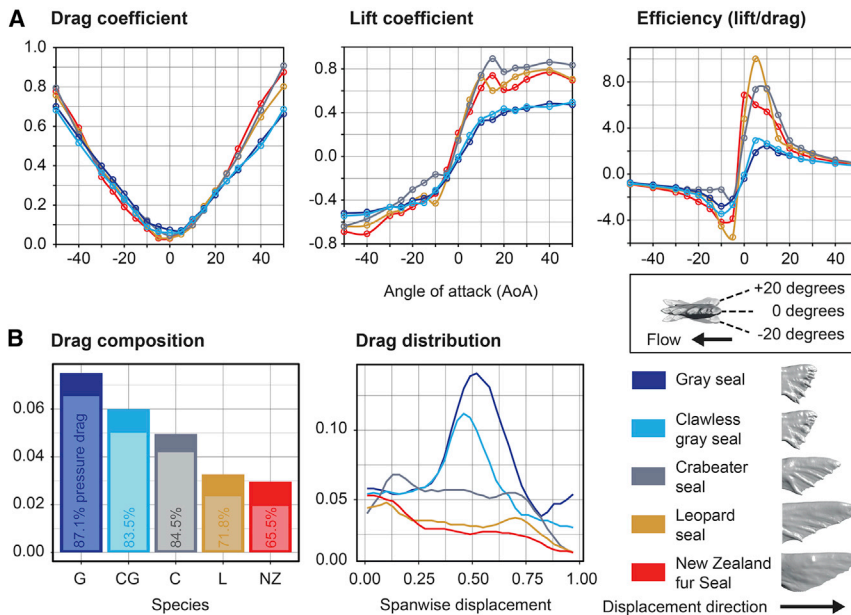 A
Drag coefficient
Lift coefficient
Efficiency (lift/drag)
1.0
0.8
0.6
0.4
0.2
0.0
-40
-20
0
20
40
0.8
0.4
0.0
-0.4
-0.8
-40
-20
0
20
40
8.0
4.0
0.0
-4.0
-40
-20
0
20
40
Angle of attack (AoA)
+20 degrees
0 degrees
-20 degrees
Flow
B
Drag composition
Drag distribution
0.06
0.04
0.02
0.00
87.1% pressure drag
83.5%
84.5%
71.8%
65.5%
G
CG
C
L
NZ
Species
0.10
0.05
0.00
0.00
0.25
0.50
0.75
1.00
Spanwise displacement
Gray seal
Clawless
gray seal
Crabeater
seal
Leopard
seal
New Zealand
fur Seal
Displacement direction